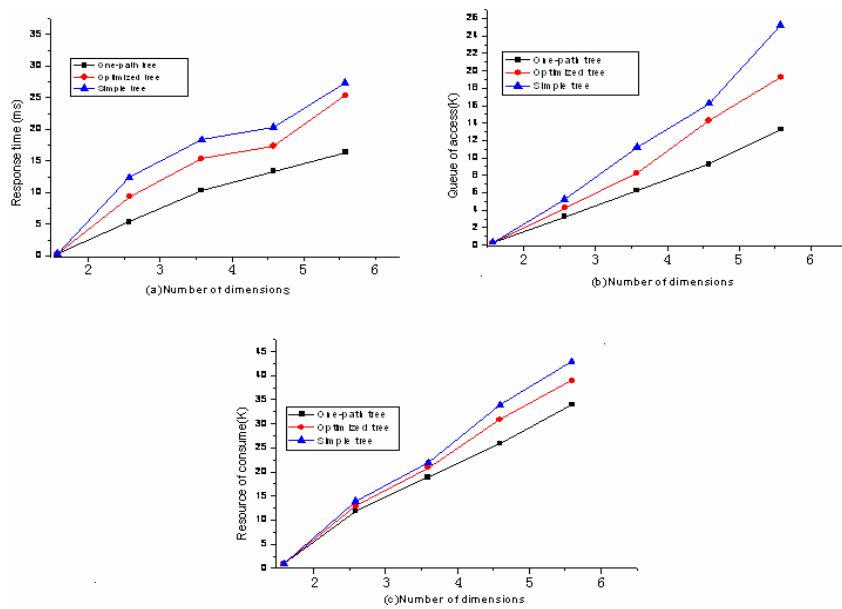 35
30
25
20
15
10
5
0
Response time (ms)
One-path tree
Optimized tree
Simple tree
2 3 4 5 6
(a)Number of dimensions
26
24
22
20
18
16
14
12
10
8
6
4
2
0
Queue of access(K)
One-path tree
Optimized tree
Simple tree
2 3 4 5 6
(b)Number of dimensions
45
40
35
30
25
20
15
10
5
0
Resource of consume(K)
One-path tree
Optimized tree
Simple tree
2 3 4 5 6
(c)Number of dimensions